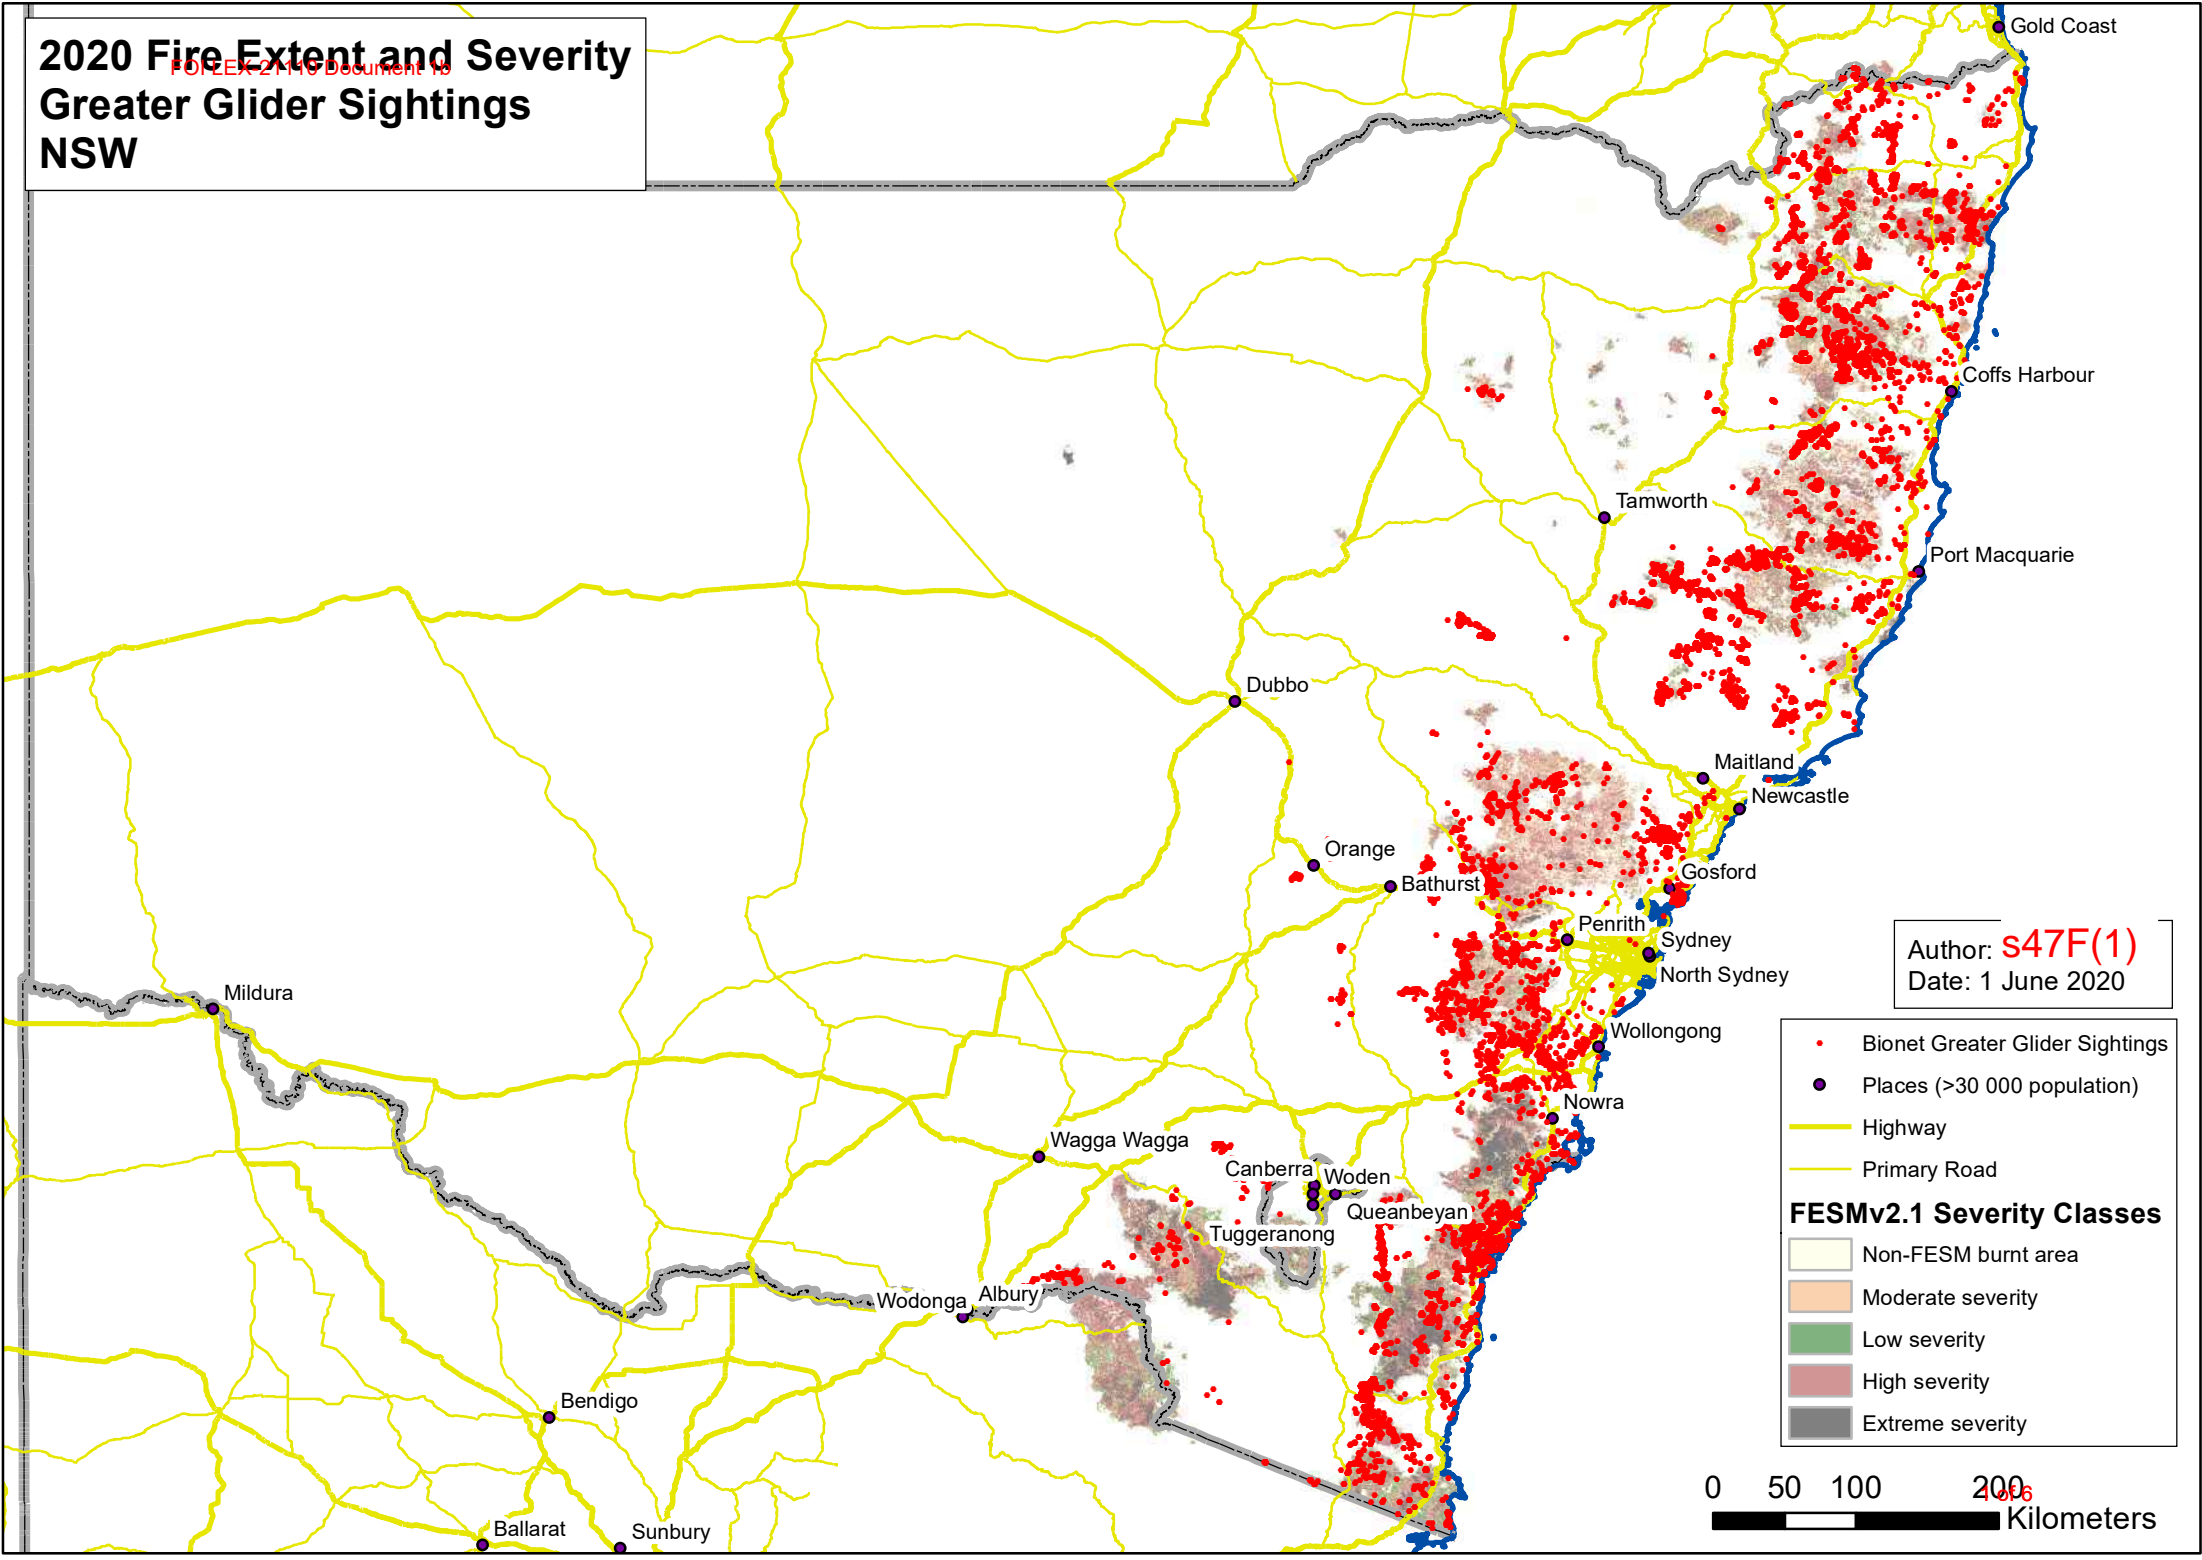 2020 Fire Extent and Severity
FOI LEX-21110 Document 1b
Greater Glider Sightings
NSW
Gold Coast
Coffs Harbour
Tamworth
Port Macquarie
Dubbo
Maitland
Newcastle
Orange
Bathurst
Gosford
Penrith
Sydney
North Sydney
Mildura
Wollongong
Nowra
Wagga Wagga
Canberra
Woden
Queanbeyan
Tuggeranong
Wodonga
Albury
Bendigo
Ballarat
Sunbury
Author: s47F(1)
Date: 1 June 2020
Bionet Greater Glider Sightings
Places (>30 000 population)
Highway
Primary Road
FESMv2.1 Severity Classes
Non-FESM burnt area
Moderate severity
Low severity
High severity
Extreme severity
0 50 100 200
1 of 6
Kilometers